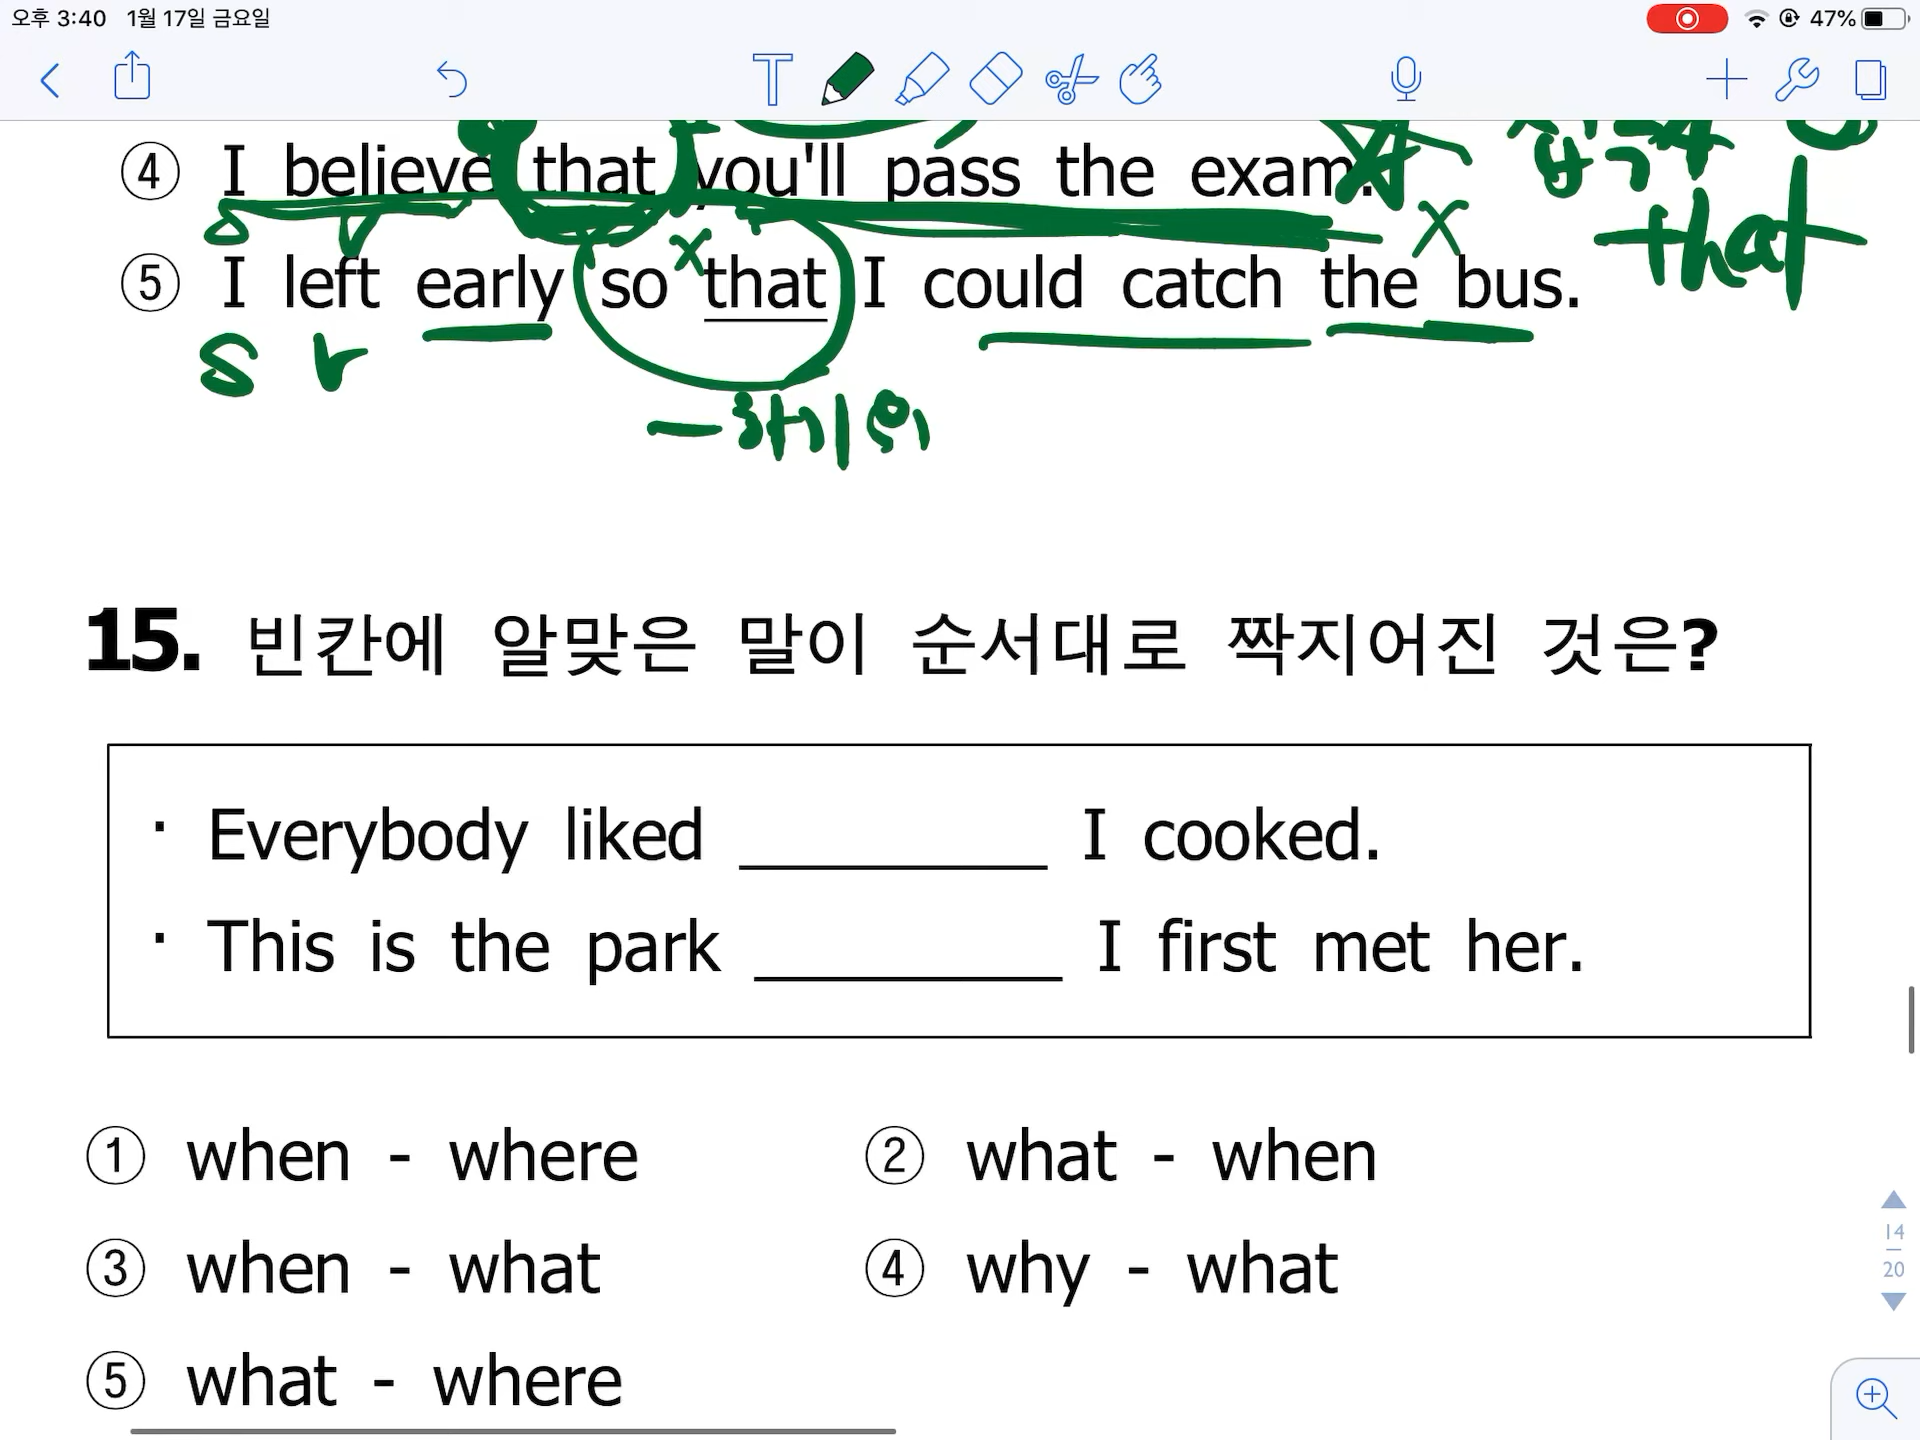 오후 3:40 1월 17일 금요일 47%
T
④ I believe that you'll pass the exam.
that
⑤ I left early so that I could catch the bus.
S V
-하기 위
15. 빈칸에 알맞은 말이 순서대로 짝지어진 것은?
· Everybody liked __________ I cooked.
· This is the park __________ I first met her.
① when - where ② what - when
③ when - what ④ why - what
⑤ what - where
14
20